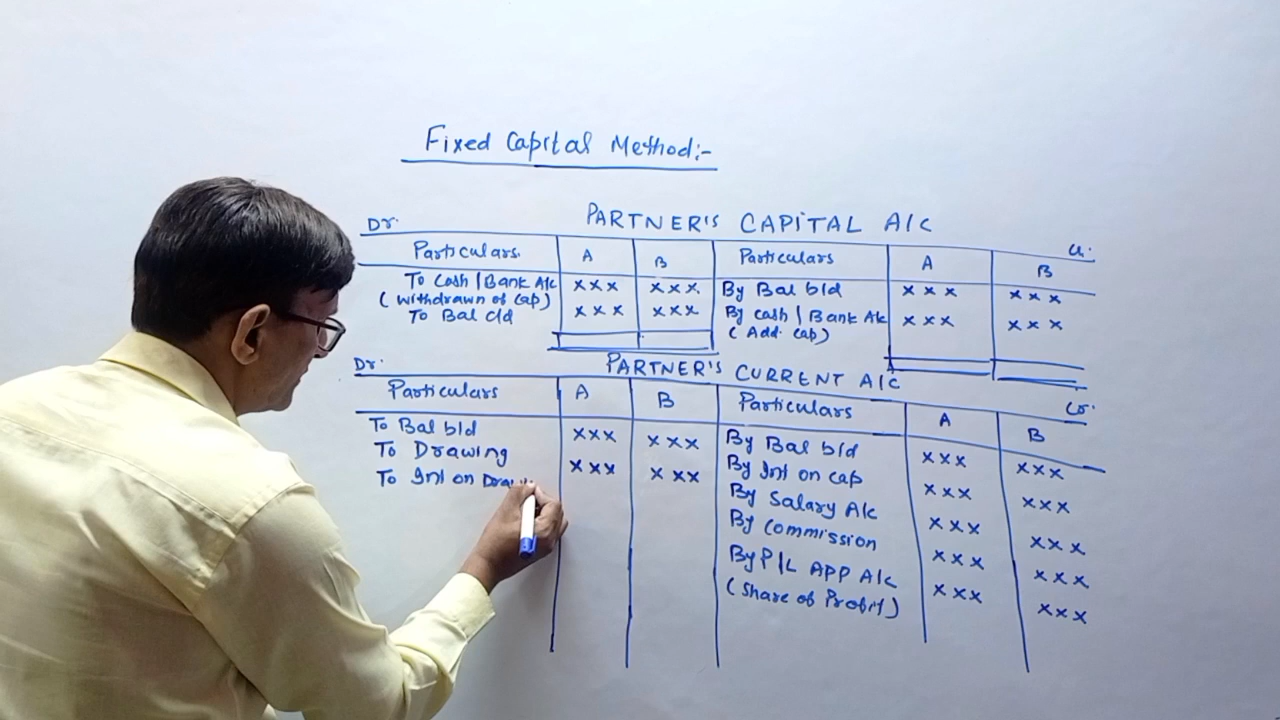 Fixed Capital Method:-
PARTNER'S CAPITAL A/C
Dr. Cr.
Particulars. A B Particulars A B
To Cash / Bank A/c XXX XXX By Bal b/d XXX XXX
(Withdrawn of Cap)
To Bal c/d XXX XXX By Cash / Bank A/c XXX XXX
(Add. Cap)
PARTNER'S CURRENT A/C
Dr. Cr.
Particulars A B Particulars A B
To Bal b/d XXX XXX By Bal b/d XXX XXX
To Drawing XXX XXX By Int on cap XXX XXX
To Int on By Salary A/c XXX XXX
By Commission XXX XXX
By P/L APP A/c XXX XXX
(Share of Profit)